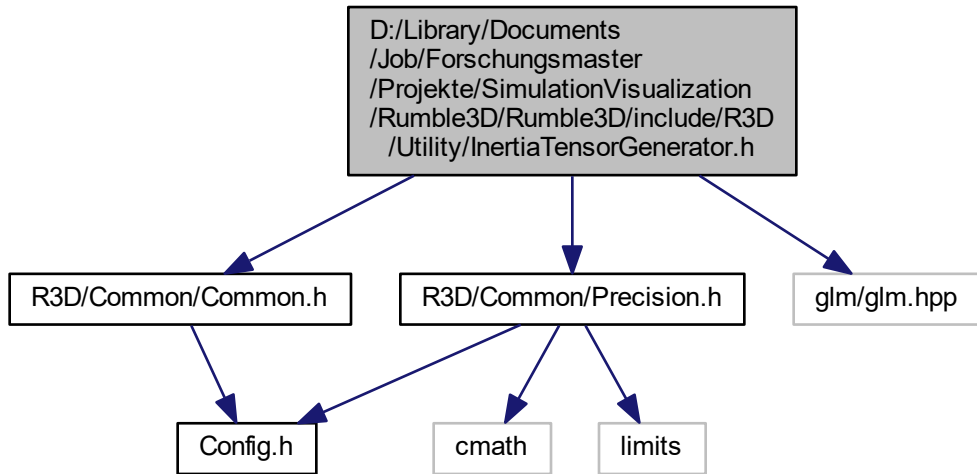 D:/Library/Documents
/Job/Forschungsmaster
/Projekte/SimulationVisualization
/Rumble3D/Rumble3D/include/R3D
/Utility/InertiaTensorGenerator.h
R3D/Common/Common.h
R3D/Common/Precision.h
glm/glm.hpp
Config.h
cmath
limits